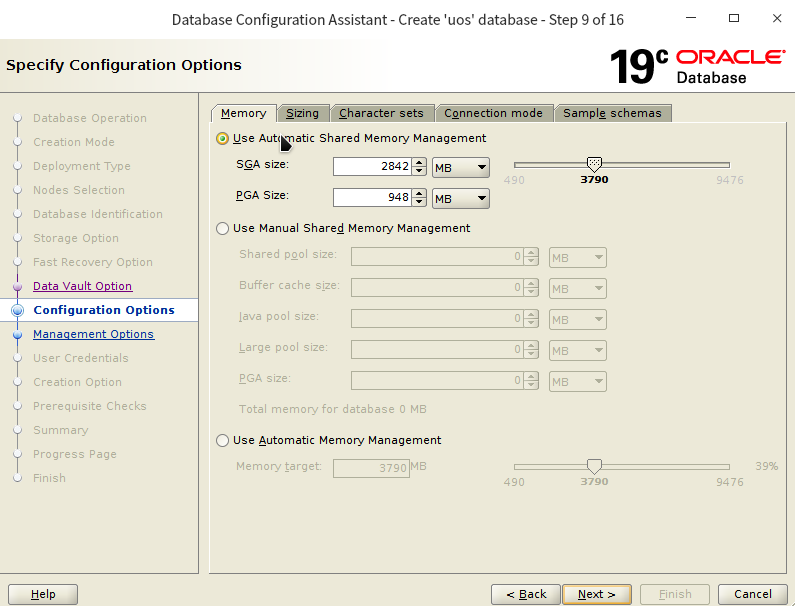 Database Configuration Assistant - Create 'uos' database - Step 9 of 16
Specify Configuration Options
19c ORACLE
Database
Database Operation
Creation Mode
Deployment Type
Nodes Selection
Database Identification
Storage Option
Fast Recovery Option
Data Vault Option
Configuration Options
Management Options
User Credentials
Creation Option
Prerequisite Checks
Summary
Progress Page
Finish
Memory Sizing Character sets Connection mode Sample schemas
Use Automatic Shared Memory Management
SGA size: 2842 MB
490 3790 9476
PGA Size: 948 MB
Use Manual Shared Memory Management
Shared pool size: 0 MB
Buffer cache size: 0 MB
Java pool size: 0 MB
Large pool size: 0 MB
PGA size: 0 MB
Total memory for database 0 MB
Use Automatic Memory Management
Memory target: 3790 MB 39%
490 3790 9476
Help < Back Next > Finish Cancel